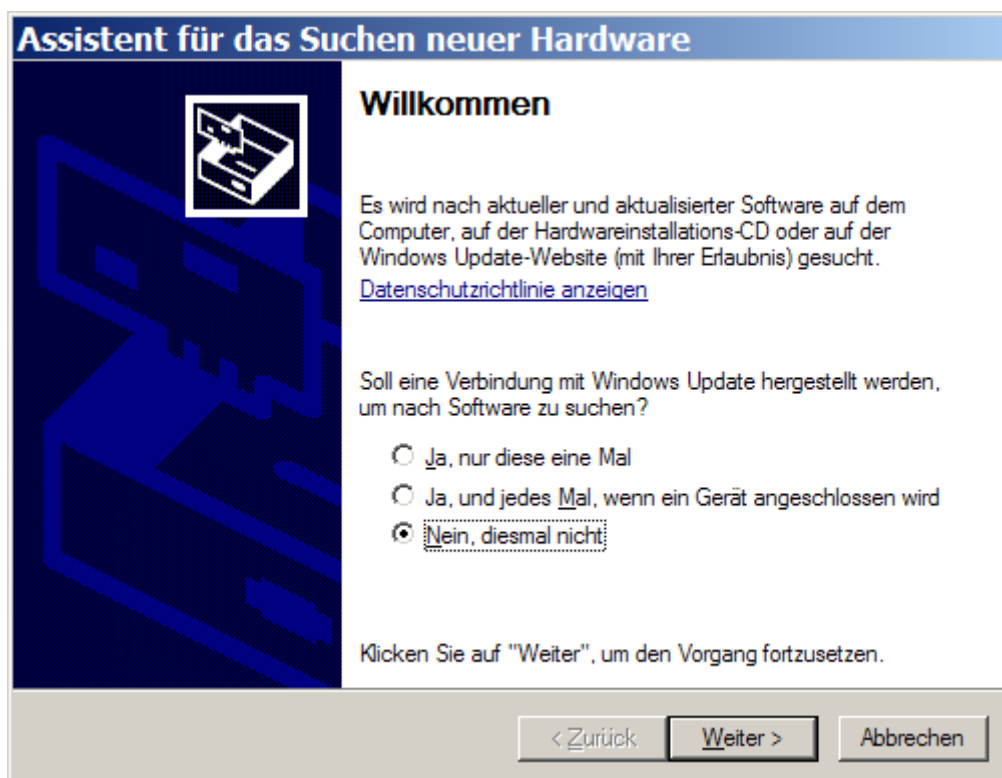 Assistent für das Suchen neuer Hardware
Willkommen
Es wird nach aktueller und aktualisierter Software auf dem
Computer, auf der Hardwareinstallations-CD oder auf der
Windows Update-Website (mit Ihrer Erlaubnis) gesucht.
Datenschutzrichtlinie anzeigen
Soll eine Verbindung mit Windows Update hergestellt werden,
um nach Software zu suchen?
Ja, nur diese eine Mal
Ja, und jedes Mal, wenn ein Gerät angeschlossen wird
Nein, diesmal nicht
Klicken Sie auf "Weiter", um den Vorgang fortzusetzen.
< Zurück Weiter > Abbrechen